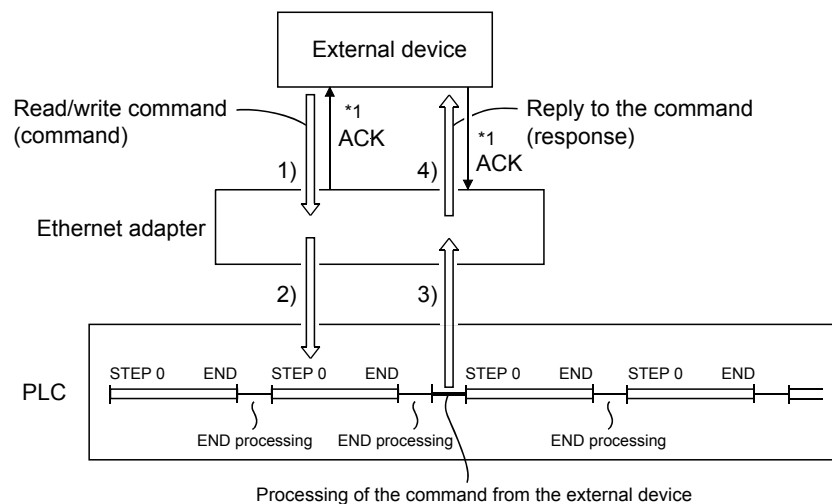 External device
Read/write command
(command)
*1
ACK
Reply to the command
(response)
*1
ACK
1)
4)
Ethernet adapter
2)
3)
STEP 0 END STEP 0 END STEP 0 END STEP 0 END
PLC
END processing END processing END processing
Processing of the command from the external device